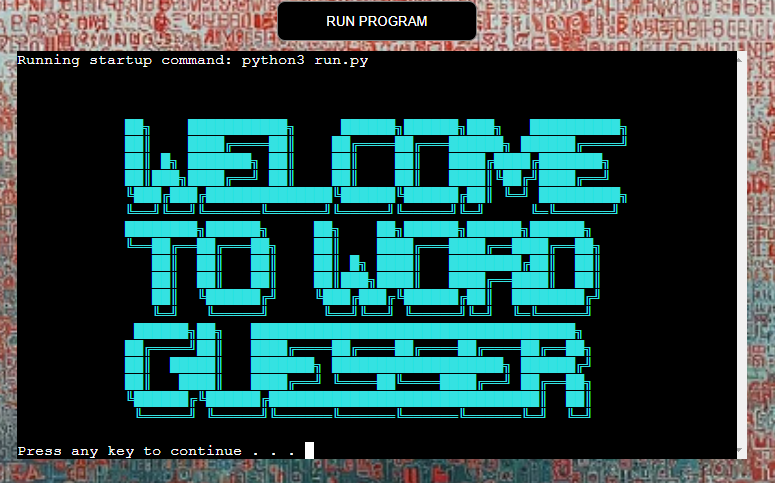 RUN PROGRAM
Running startup command: python3 run.py
WELCOME
TO WORD
GUESSER
Press any key to continue . . .